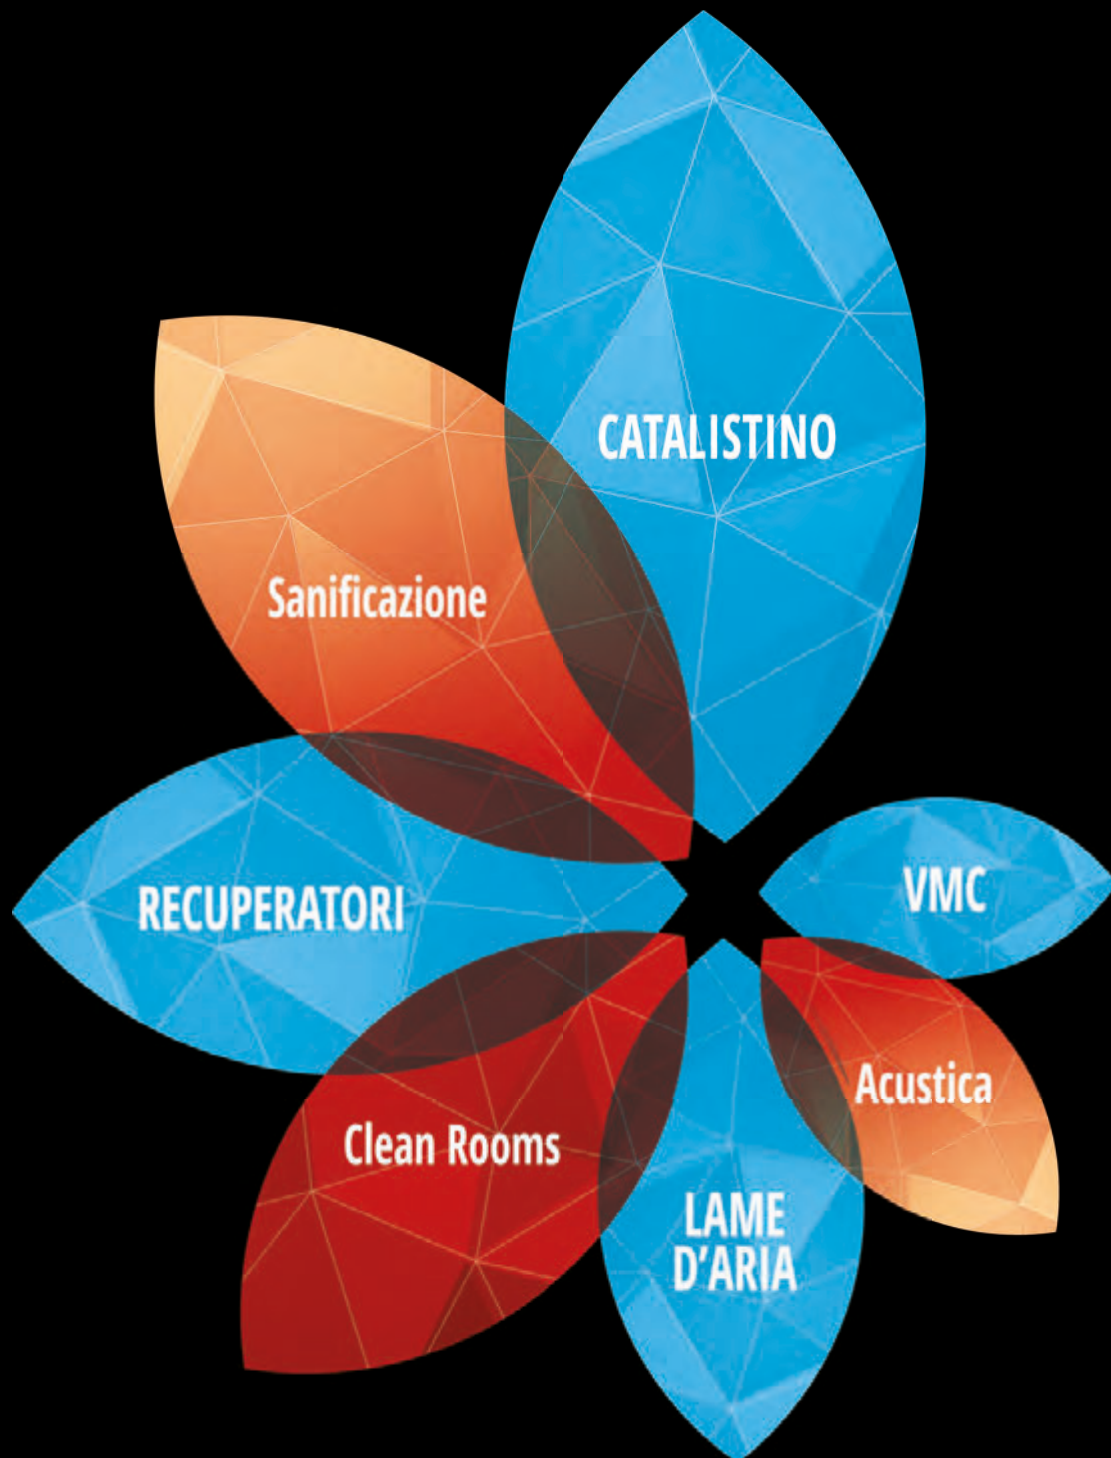 CATALISTINO
Sanificazione
RECUPERATORI
VMC
Acustica
Clean Rooms
LAME
D'ARIA